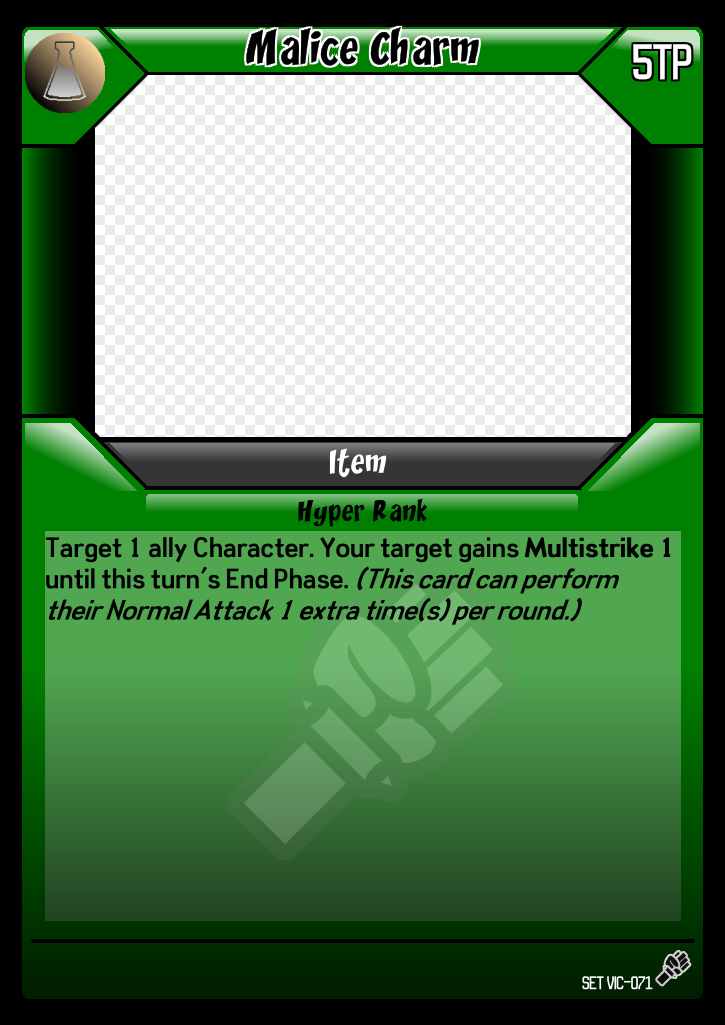 Malice Charm
5TP
Item
Hyper Rank
Target 1 ally Character. Your target gains Multistrike 1
until this turn's End Phase. (This card can perform
their Normal Attack 1 extra time(s) per round.)
SET VIC-071